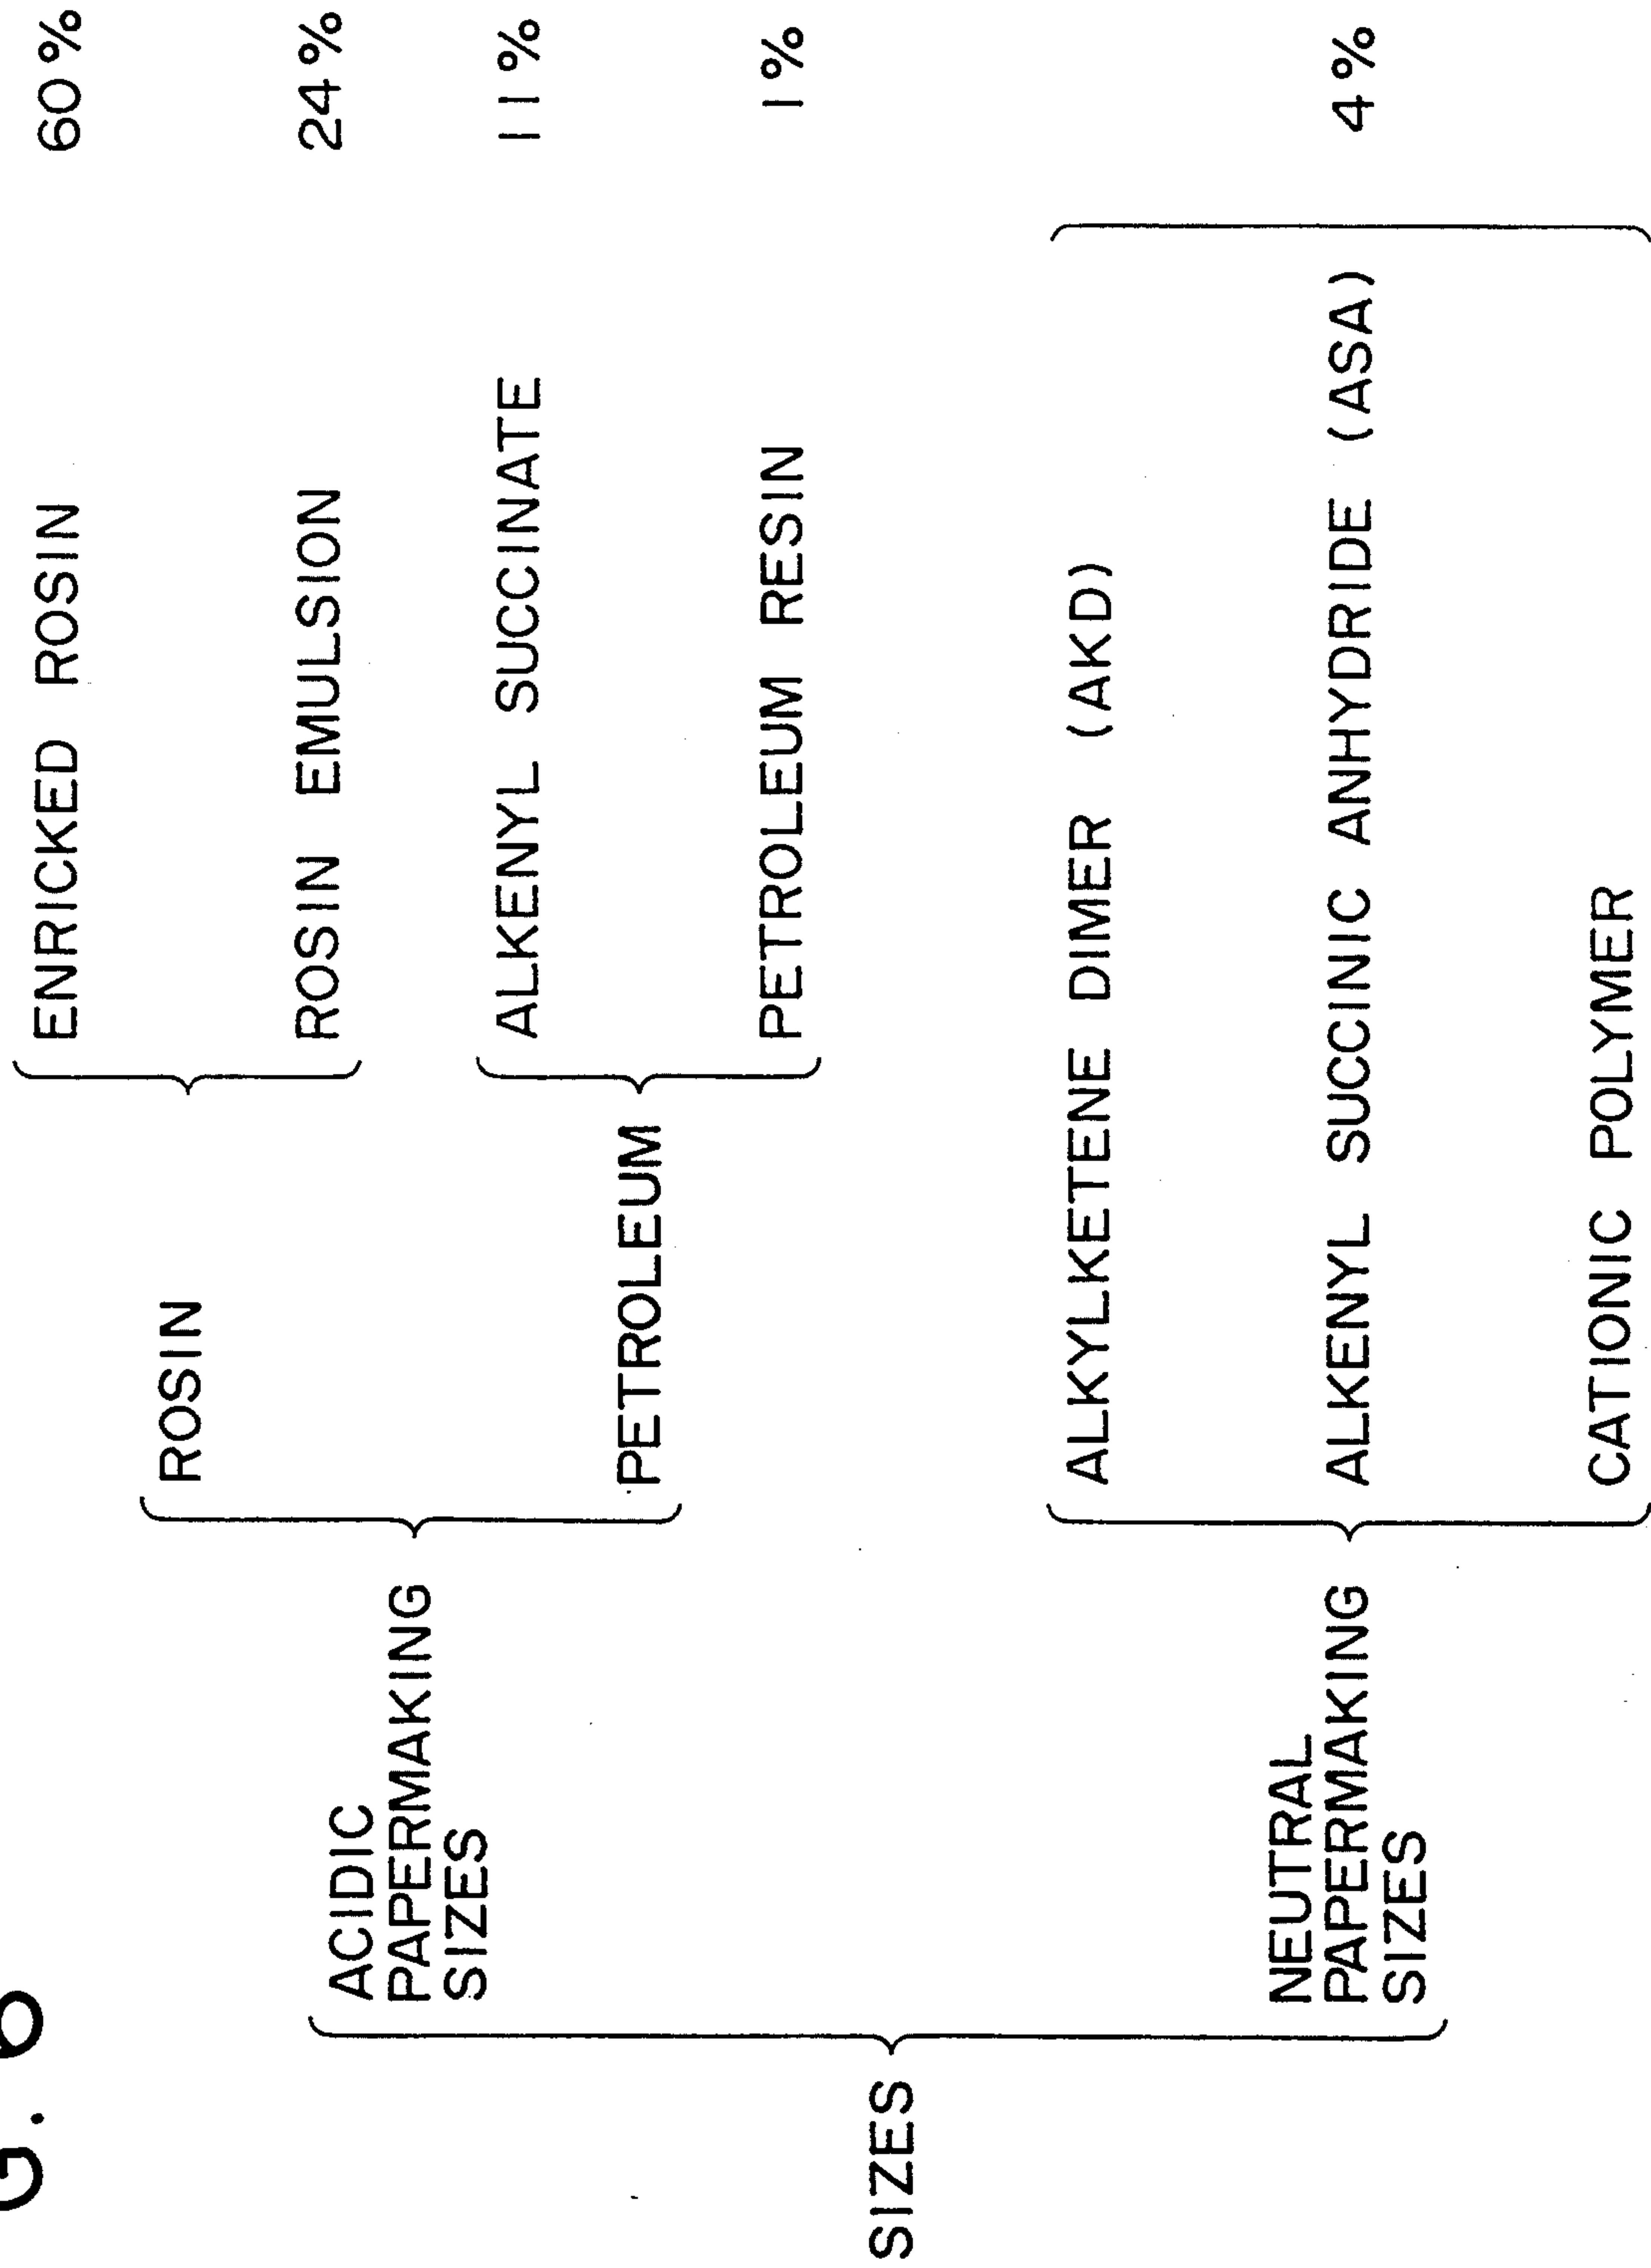 SIZES
ACIDIC
PAPERMAKING
SIZES
ROSIN
ENRICKED ROSIN 60%
ROSIN EMULSION 24%
PETROLEUM
ALKENYL SUCCINATE 11%
PETROLEUM RESIN 1%
NEUTRAL
PAPERMAKING
SIZES
ALKYLKETENE DIMER (AKD)
ALKENYL SUCCINIC ANHYDRIDE (ASA) 4%
CATIONIC POLYMER